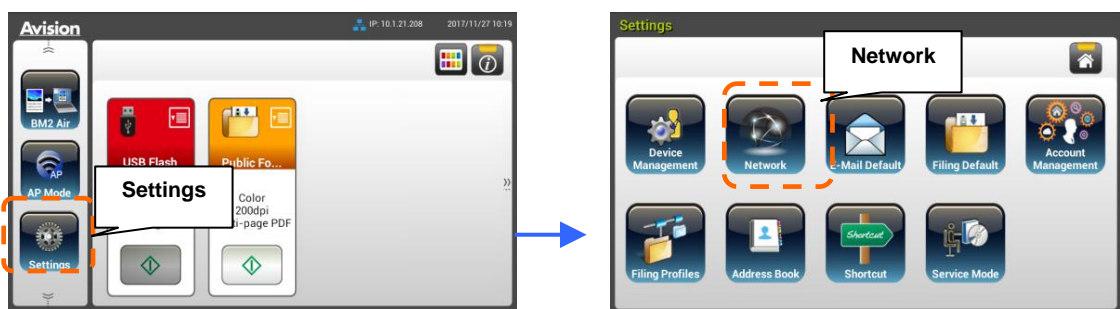 Avision
IP: 10.1.21.208 2017/11/27 10:19
BM2 Air
AP Mode
Settings
USB Flash
Public Fo...
Settings
Color
200dpi
ti-page PDF
Settings
Network
Device
Management
Network
E-Mail Default
Filing Default
Account
Management
Filing Profiles
Address Book
Shortcut
Shortcut
Service Mode